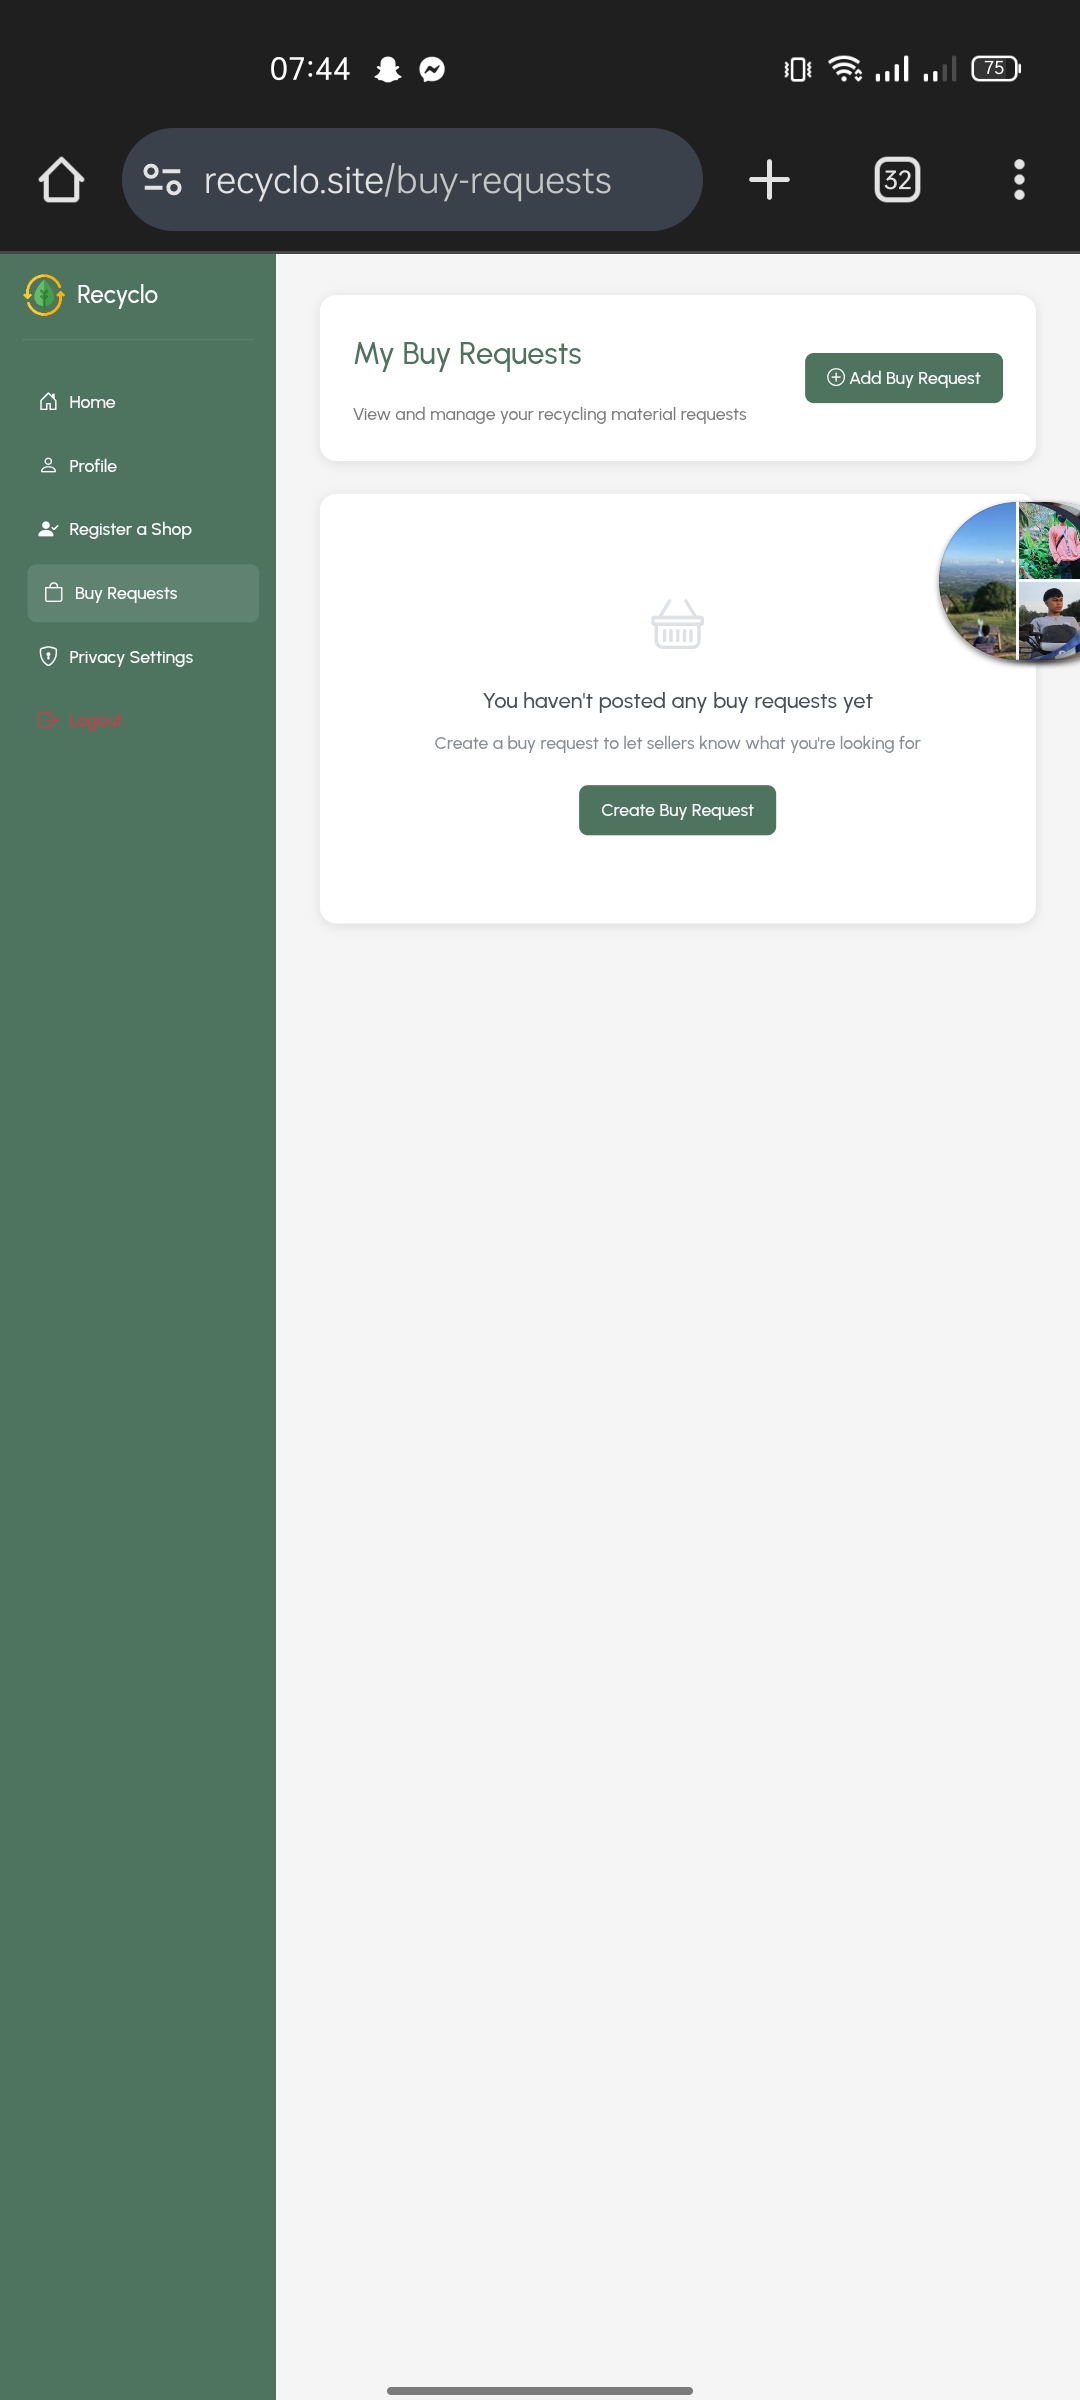 07:44
75
recyclo.site/buy-requests
32
Recyclo
Home
Profile
Register a Shop
Buy Requests
Privacy Settings
Logout
My Buy Requests
View and manage your recycling material requests
Add Buy Request
You haven't posted any buy requests yet
Create a buy request to let sellers know what you're looking for
Create Buy Request